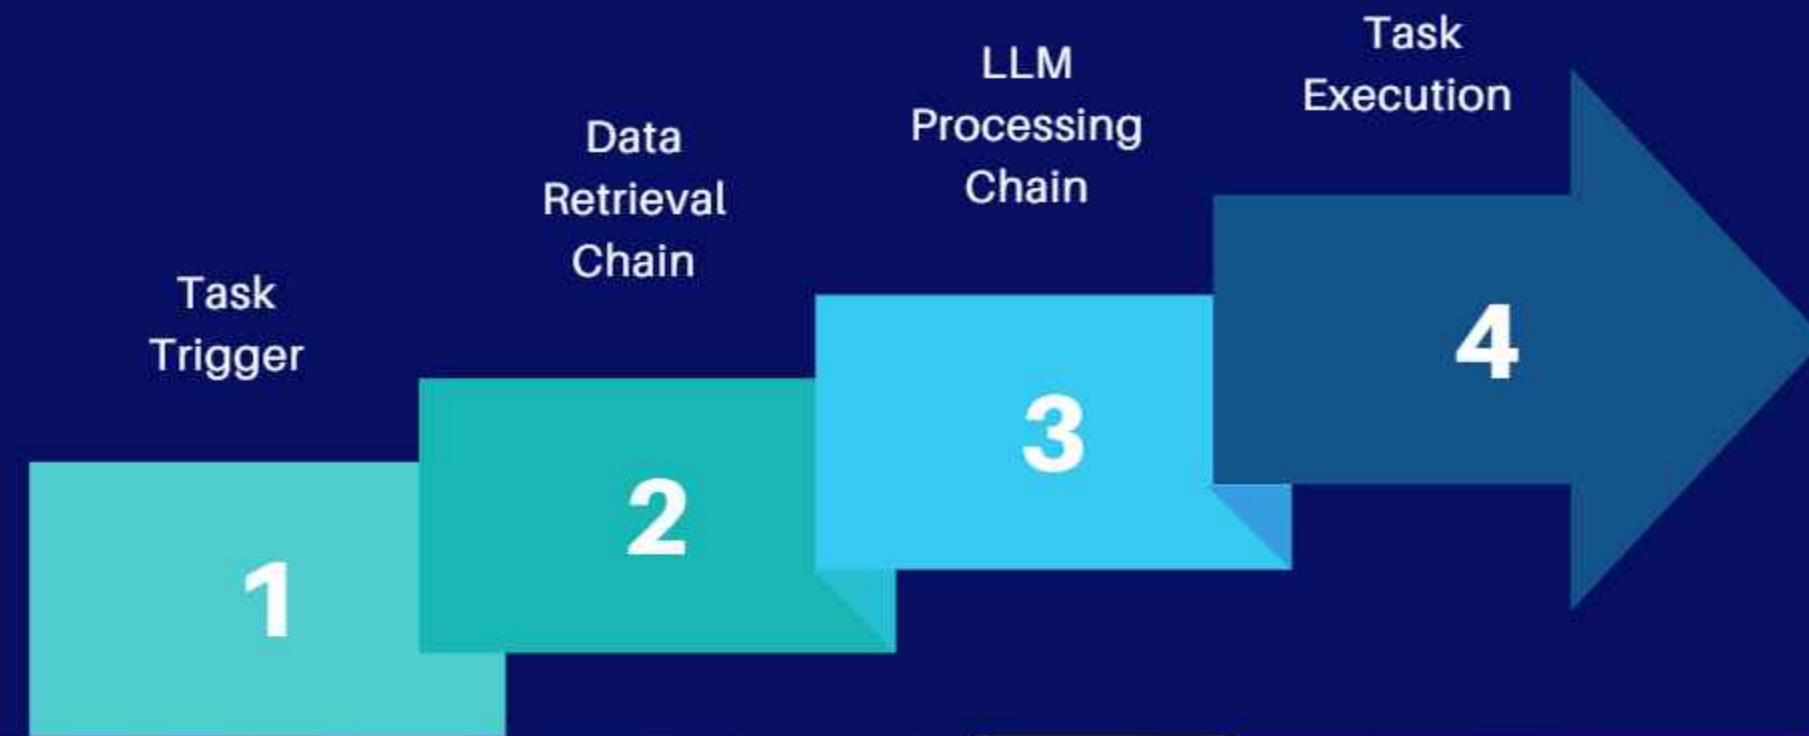 Task
Trigger
1
Data
Retrieval
Chain
2
LLM
Processing
Chain
3
Task
Execution
4